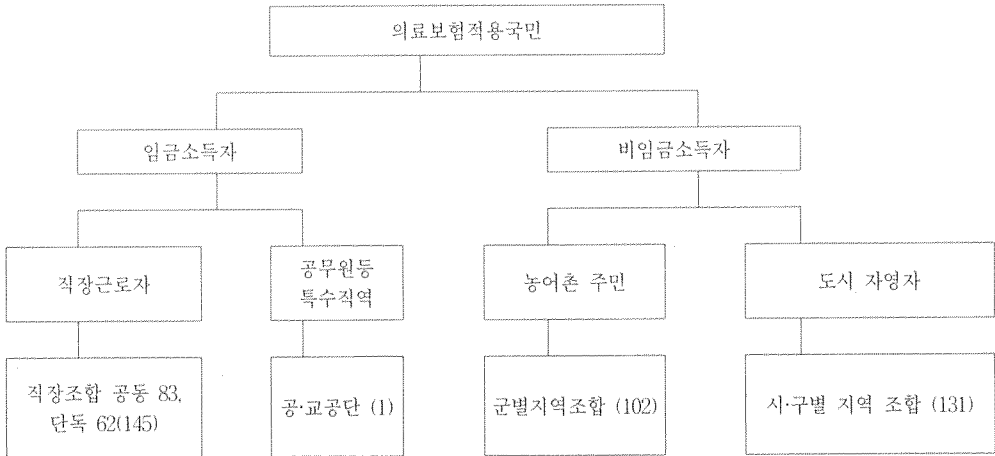 의료보험적용국민
임금소득자
비임금소득자
직장근로자
공무원등
특수직역
농어촌 주민
도시 자영자
직장조합 공동 83,
단독 62(145)
공·교공단 (1)
군별지역조합 (102)
시·구별 지역 조합 (131)